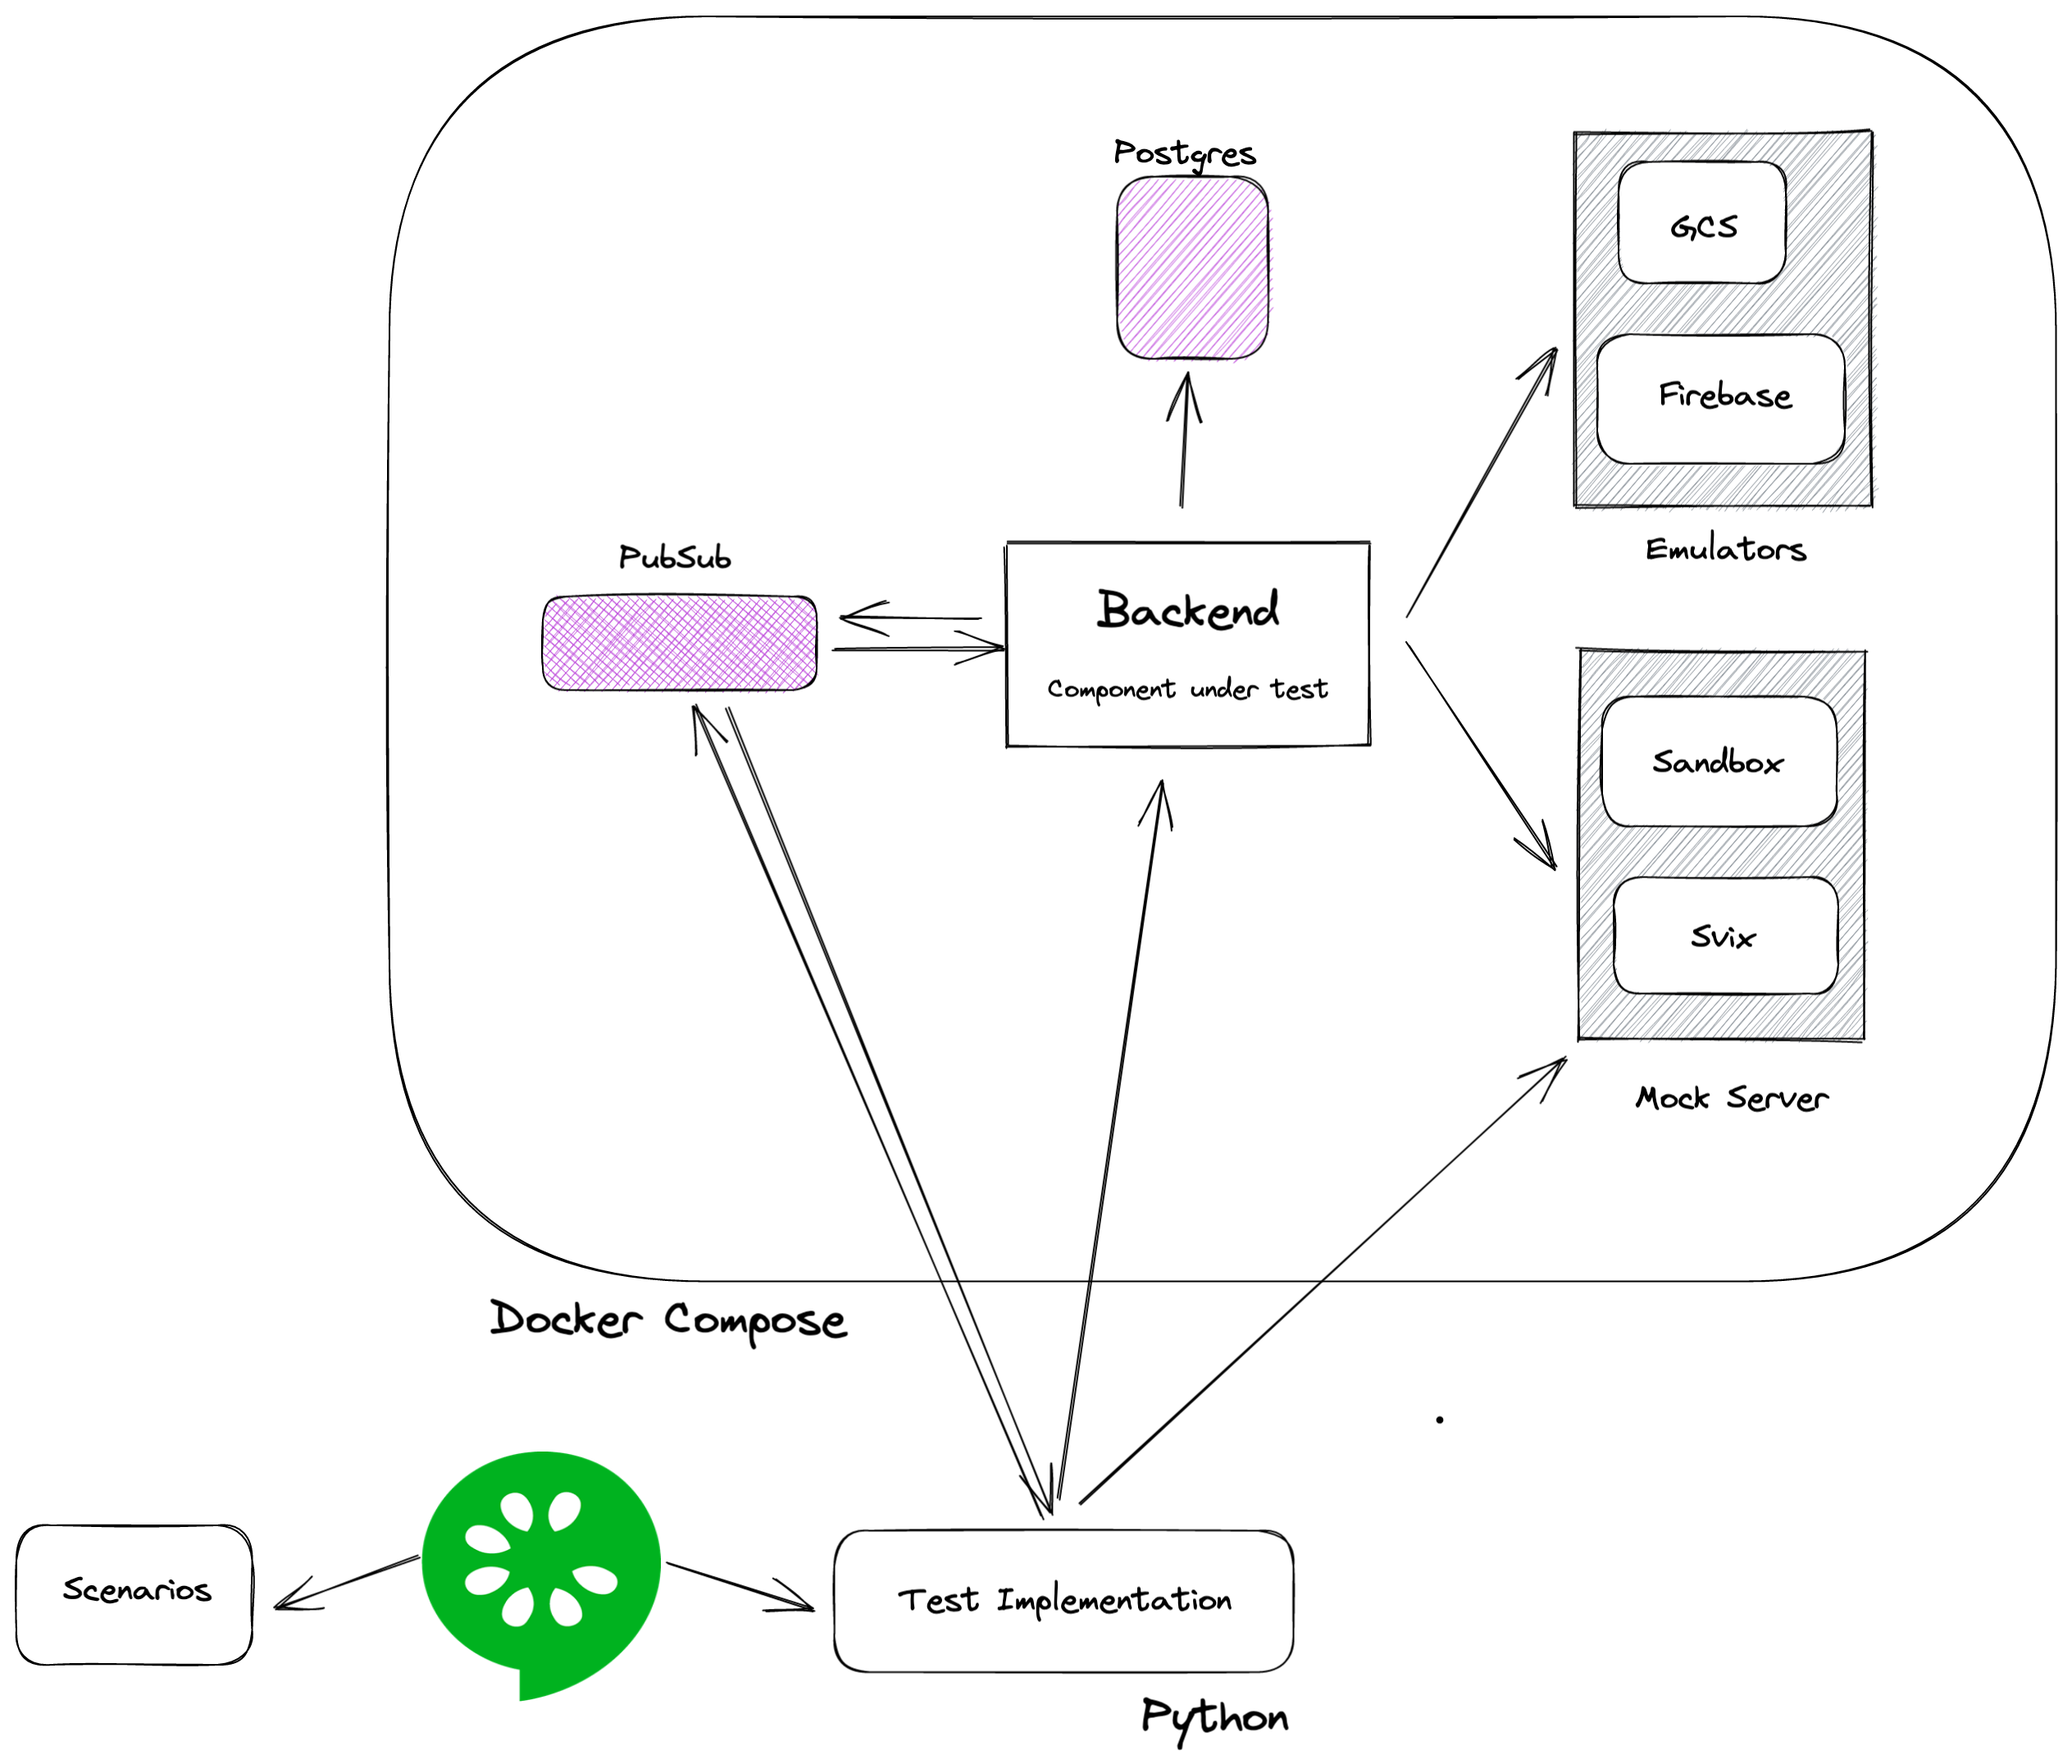 Postgres
GCS
Firebase
Emulators
PubSub
Backend
Component under test
Sandbox
Svix
Mock Server
Docker Compose
Scenarios
Test Implementation
Python